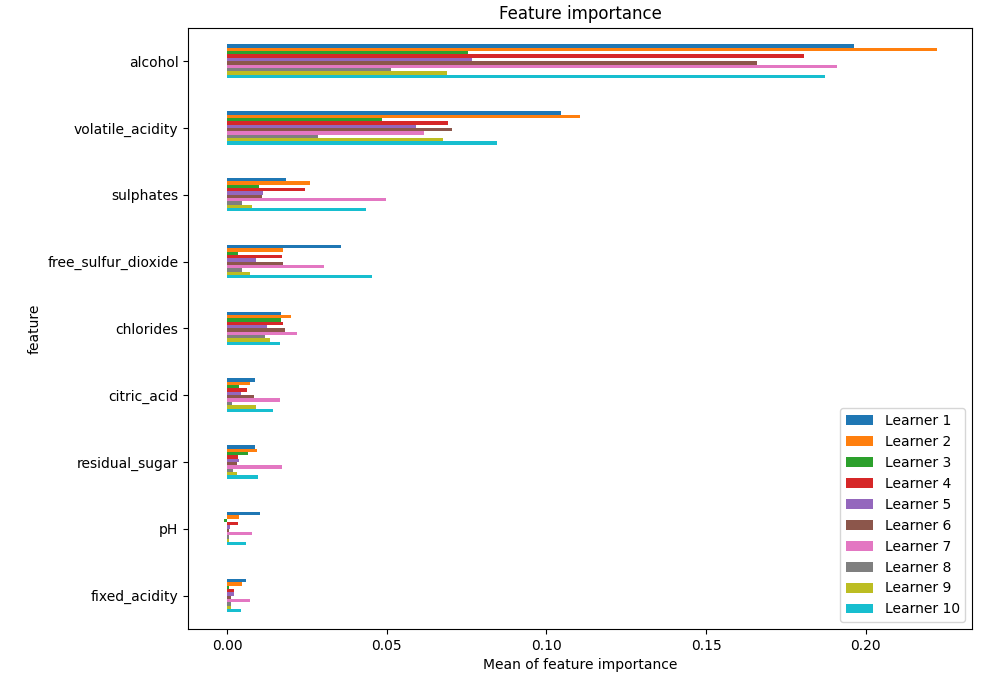 Feature importance
alcohol
volatile_acidity
sulphates
free_sulfur_dioxide
chlorides
citric_acid
residual_sugar
pH
fixed_acidity
feature
Learner 1
Learner 2
Learner 3
Learner 4
Learner 5
Learner 6
Learner 7
Learner 8
Learner 9
Learner 10
0.00 0.05 0.10 0.15 0.20
Mean of feature importance